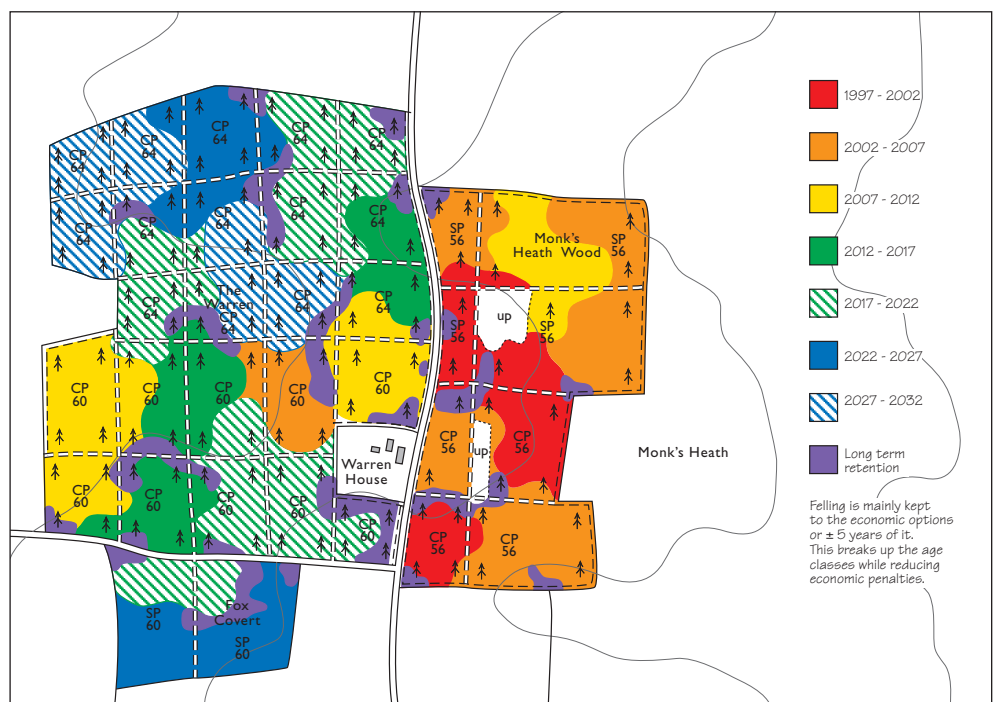 CP
64
CP
64
CP
64
CP
64
CP
64
CP
64
CP
64
CP
64
CP
64
CP
64
CP
64
The
Warren
CP
64
CP
64
CP
64
CP
60
CP
60
CP
60
CP
60
CP
60
CP
60
CP
60
CP
60
CP
60
CP
60
Warren
House
SP
60
Fox
Covert
SP
60
SP
56
Monk's
Heath Wood
SP
56
SP
56
up
SP
56
CP
56
up
CP
56
CP
56
CP
56
Monk's Heath
1997 - 2002
2002 - 2007
2007 - 2012
2012 - 2017
2017 - 2022
2022 - 2027
2027 - 2032
Long term
retention
Felling is mainly kept
to the economic options
or ± 5 years of it.
This breaks up the age
classes while reducing
economic penalties.